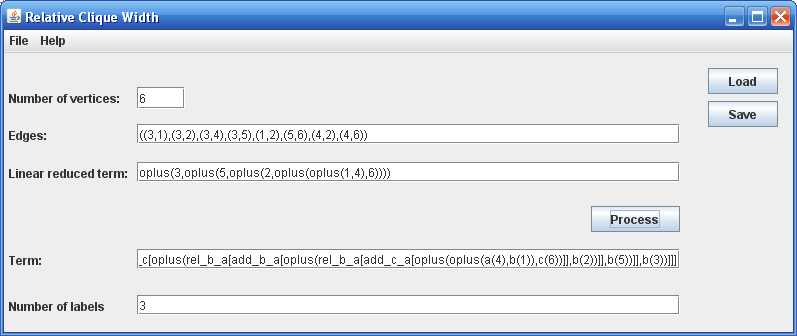 Relative Clique Width
File Help
Load
Number of vertices: 6
Save
Edges: ((3,1),(3,2),(3,4),(3,5),(1,2),(5,6),(4,2),(4,6))
Linear reduced term: oplus(3,oplus(5,oplus(2,oplus(oplus(1,4),6))))
Process
Term: _c[oplus(rel_b_a[add_b_a[oplus(rel_b_a[add_c_a[oplus(oplus(a(4),b(1)),c(6))]],b(2))]],b(5))]],b(3))]]]
Number of labels 3